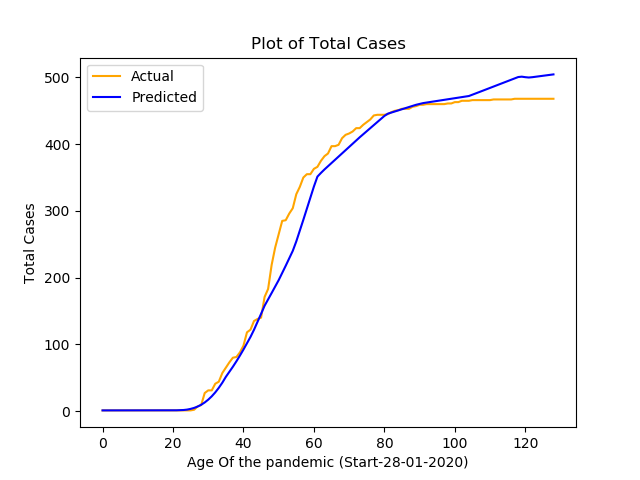 Plot of Total Cases
Actual
Predicted
500
400
300
200
100
0
Total Cases
0 20 40 60 80 100 120
Age Of the pandemic (Start-28-01-2020)